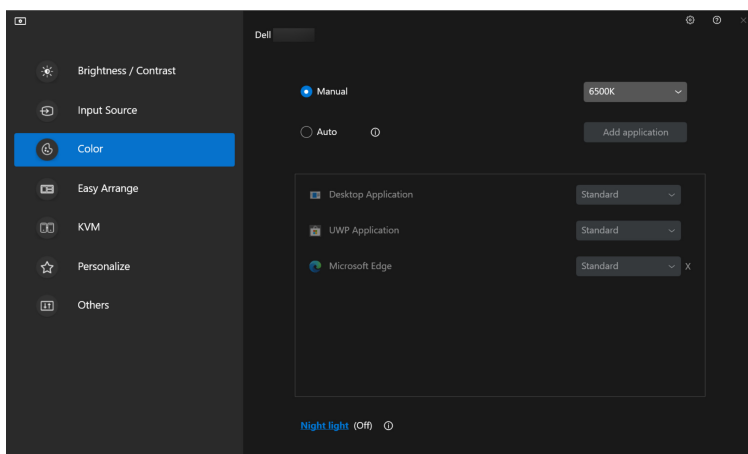 Dell
Brightness / Contrast
Input Source
Color
Easy Arrange
KVM
Personalize
Others
Manual
6500K
Auto
Add application
Desktop Application
Standard
UWP Application
Standard
Microsoft Edge
Standard
X
Night light (Off)